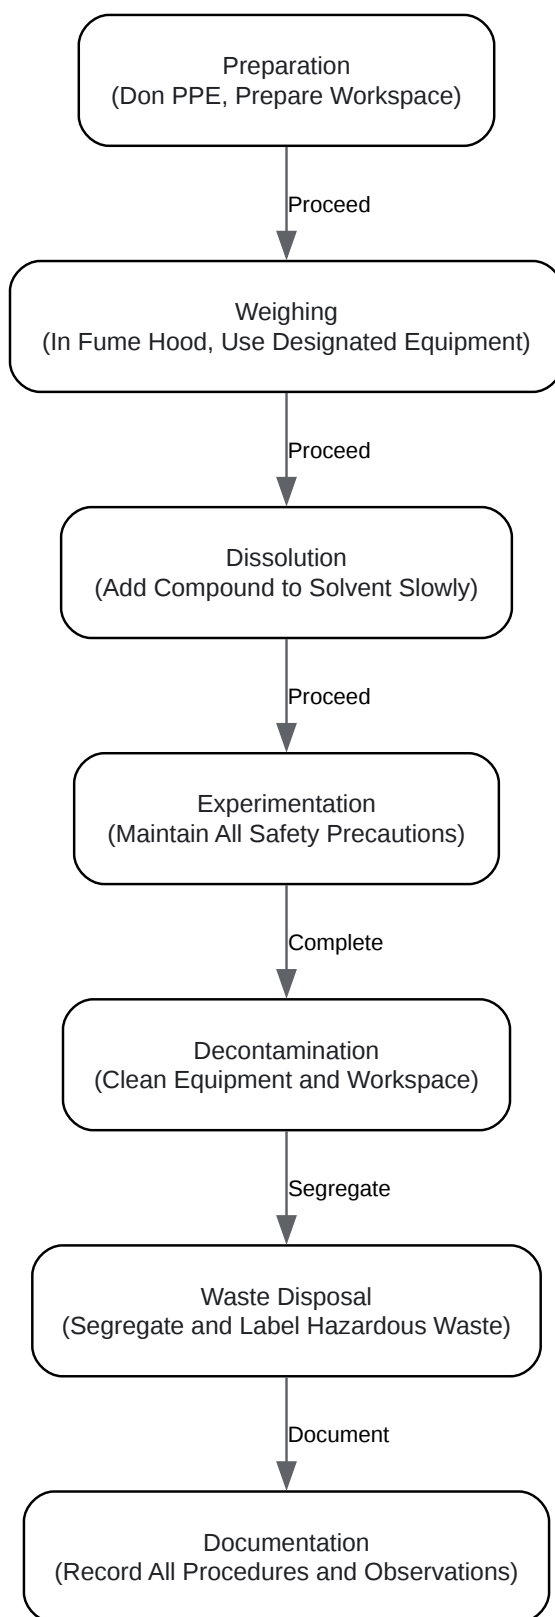 Preparation
(Don PPE, Prepare Workspace)
Proceed
Weighing
(In Fume Hood, Use Designated Equipment)
Proceed
Dissolution
(Add Compound to Solvent Slowly)
Proceed
Experimentation
(Maintain All Safety Precautions)
Complete
Decontamination
(Clean Equipment and Workspace)
Segregate
Waste Disposal
(Segregate and Label Hazardous Waste)
Document
Documentation
(Record All Procedures and Observations)